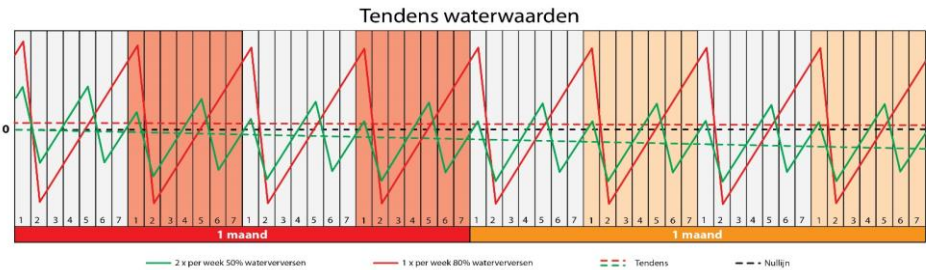 Tendens waterwaarden
0
1 2 3 4 5 6 7 1 2 3 4 5 6 7 1 2 3 4 5 6 7 1 2 3 4 5 6 7 1 2 3 4 5 6 7 1 2 3 4 5 6 7 1 2 3 4 5 6 7 1 2 3 4 5 6 7
1 maand 1 maand
2 x per week 50% waterverversen 1 x per week 80% waterverversen Tendens Nullijn